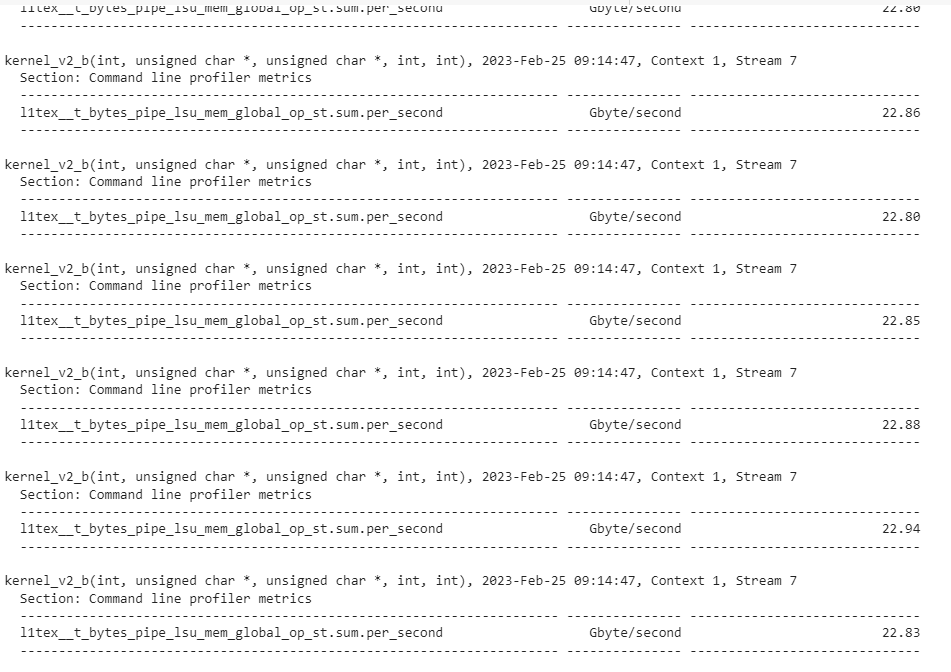 l1tex__t_bytes_pipe_lsu_mem_global_op_st.sum.per_second Gbyte/second 22.80
---------------------------------------------------------------------- --------------- ------------------------------
kernel_v2_b(int, unsigned char *, unsigned char *, int, int), 2023-Feb-25 09:14:47, Context 1, Stream 7
Section: Command line profiler metrics
---------------------------------------------------------------------- --------------- ------------------------------
l1tex__t_bytes_pipe_lsu_mem_global_op_st.sum.per_second Gbyte/second 22.86
---------------------------------------------------------------------- --------------- ------------------------------
kernel_v2_b(int, unsigned char *, unsigned char *, int, int), 2023-Feb-25 09:14:47, Context 1, Stream 7
Section: Command line profiler metrics
---------------------------------------------------------------------- --------------- ------------------------------
l1tex__t_bytes_pipe_lsu_mem_global_op_st.sum.per_second Gbyte/second 22.80
---------------------------------------------------------------------- --------------- ------------------------------
kernel_v2_b(int, unsigned char *, unsigned char *, int, int), 2023-Feb-25 09:14:47, Context 1, Stream 7
Section: Command line profiler metrics
---------------------------------------------------------------------- --------------- ------------------------------
l1tex__t_bytes_pipe_lsu_mem_global_op_st.sum.per_second Gbyte/second 22.85
---------------------------------------------------------------------- --------------- ------------------------------
kernel_v2_b(int, unsigned char *, unsigned char *, int, int), 2023-Feb-25 09:14:47, Context 1, Stream 7
Section: Command line profiler metrics
---------------------------------------------------------------------- --------------- ------------------------------
l1tex__t_bytes_pipe_lsu_mem_global_op_st.sum.per_second Gbyte/second 22.88
---------------------------------------------------------------------- --------------- ------------------------------
kernel_v2_b(int, unsigned char *, unsigned char *, int, int), 2023-Feb-25 09:14:47, Context 1, Stream 7
Section: Command line profiler metrics
---------------------------------------------------------------------- --------------- ------------------------------
l1tex__t_bytes_pipe_lsu_mem_global_op_st.sum.per_second Gbyte/second 22.94
---------------------------------------------------------------------- --------------- ------------------------------
kernel_v2_b(int, unsigned char *, unsigned char *, int, int), 2023-Feb-25 09:14:47, Context 1, Stream 7
Section: Command line profiler metrics
---------------------------------------------------------------------- --------------- ------------------------------
l1tex__t_bytes_pipe_lsu_mem_global_op_st.sum.per_second Gbyte/second 22.83
---------------------------------------------------------------------- --------------- ------------------------------